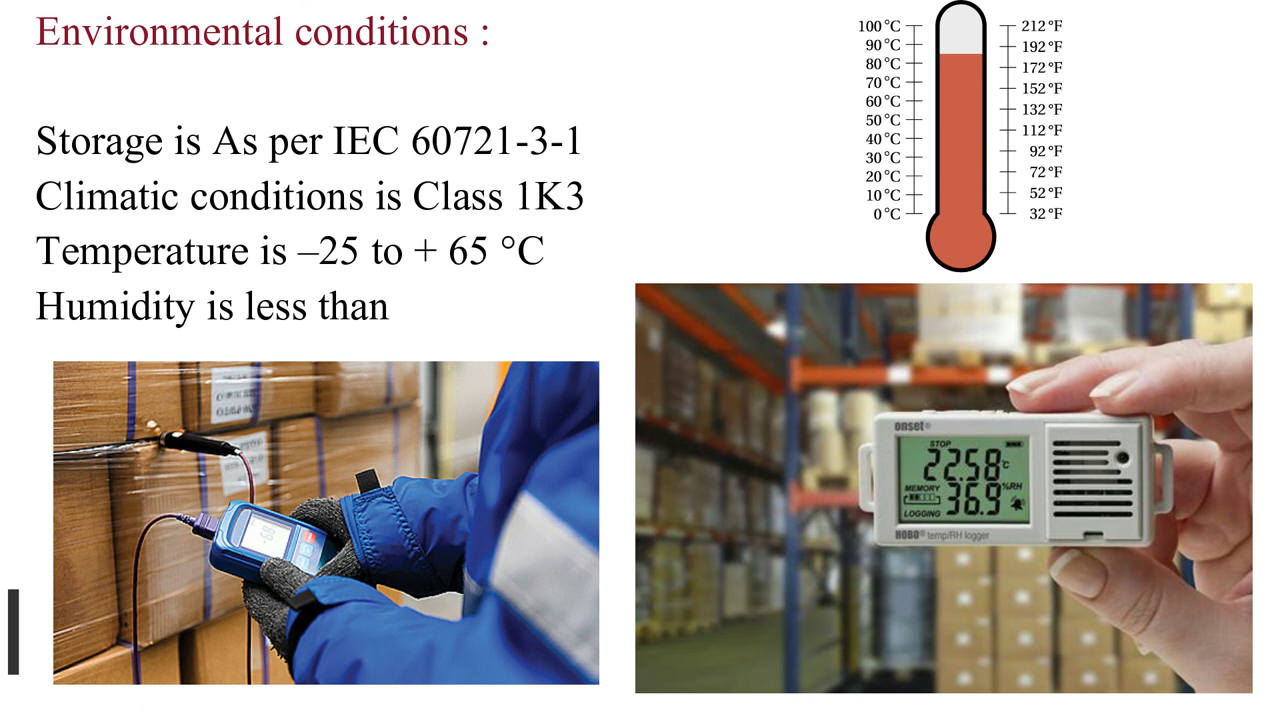 Environmental conditions :
Storage is As per IEC 60721-3-1
Climatic conditions is Class 1K3
Temperature is –25 to + 65 °C
Humidity is less than
100 °C
90 °C
80 °C
70 °C
60 °C
50 °C
40 °C
30 °C
20 °C
10 °C
0 °C
212 °F
192 °F
172 °F
152 °F
132 °F
112 °F
92 °F
72 °F
52 °F
32 °F
onset®
STOP
22.58 °C
MEMORY
%RH
36.9
LOGGING
HOBO® temp/RH logger